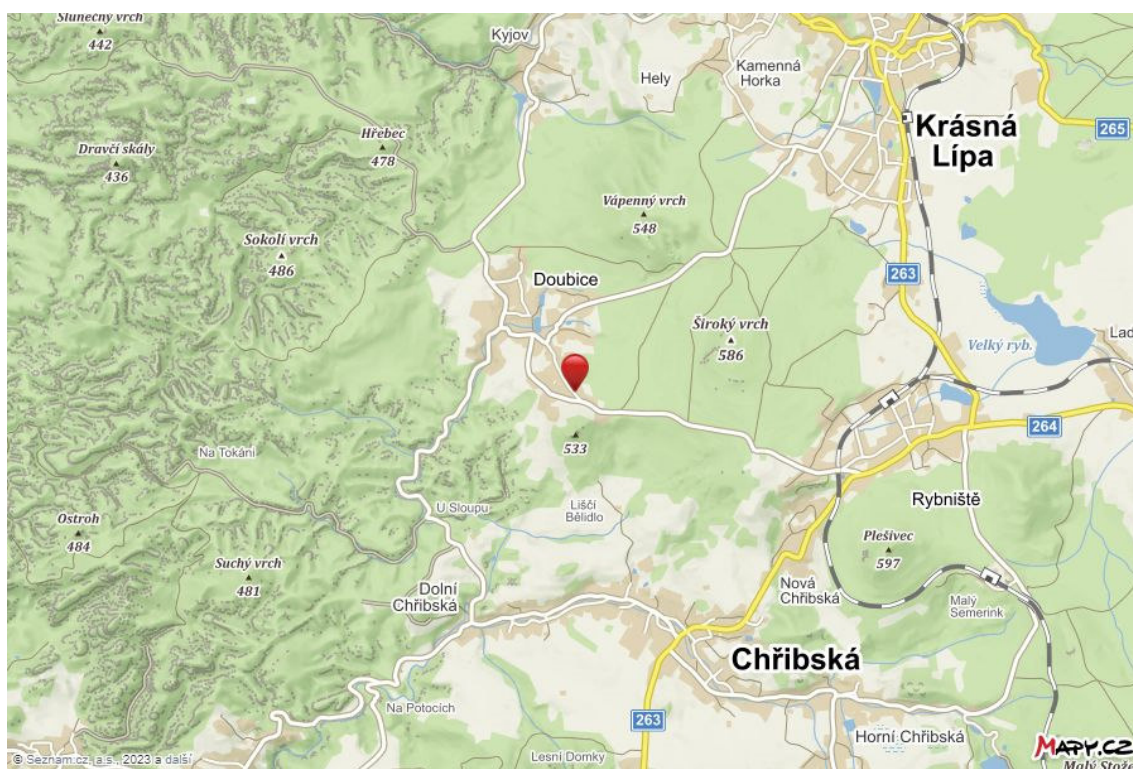 Slunečný vrch
442
Kyjov
Hely
Kamenná
Horka
Krásná
Lípa
265
Dravčí skály
436
Hřebec
478
Vápenný vrch
548
Sokolí vrch
486
Doubice
263
Široký vrch
586
Velký ryb.
Lad
264
533
Na Tokání
U Sloupu
Liščí
Bělidlo
Rybniště
Ostroh
484
Suchý vrch
481
Plešivec
597
Dolní
Chřibská
Nová
Chřibská
Malý
Semerink
Chřibská
Na Potocích
263
Horní Chřibská
Lesní Domky
© Seznam.cz, a.s., 2023 a další
Mapy.cz
Malý Stože